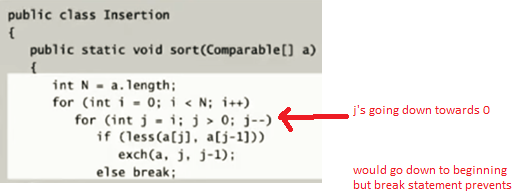 public class Insertion
{
public static void sort(Comparable[] a)
{
int N = a.length;
for (int i = 0; i < N; i++)
for (int j = i; j > 0; j--)
j's going down towards 0
if (less(a[j], a[j-1]))
exch(a, j, j-1);
else break;
would go down to beginning
but break statement prevents